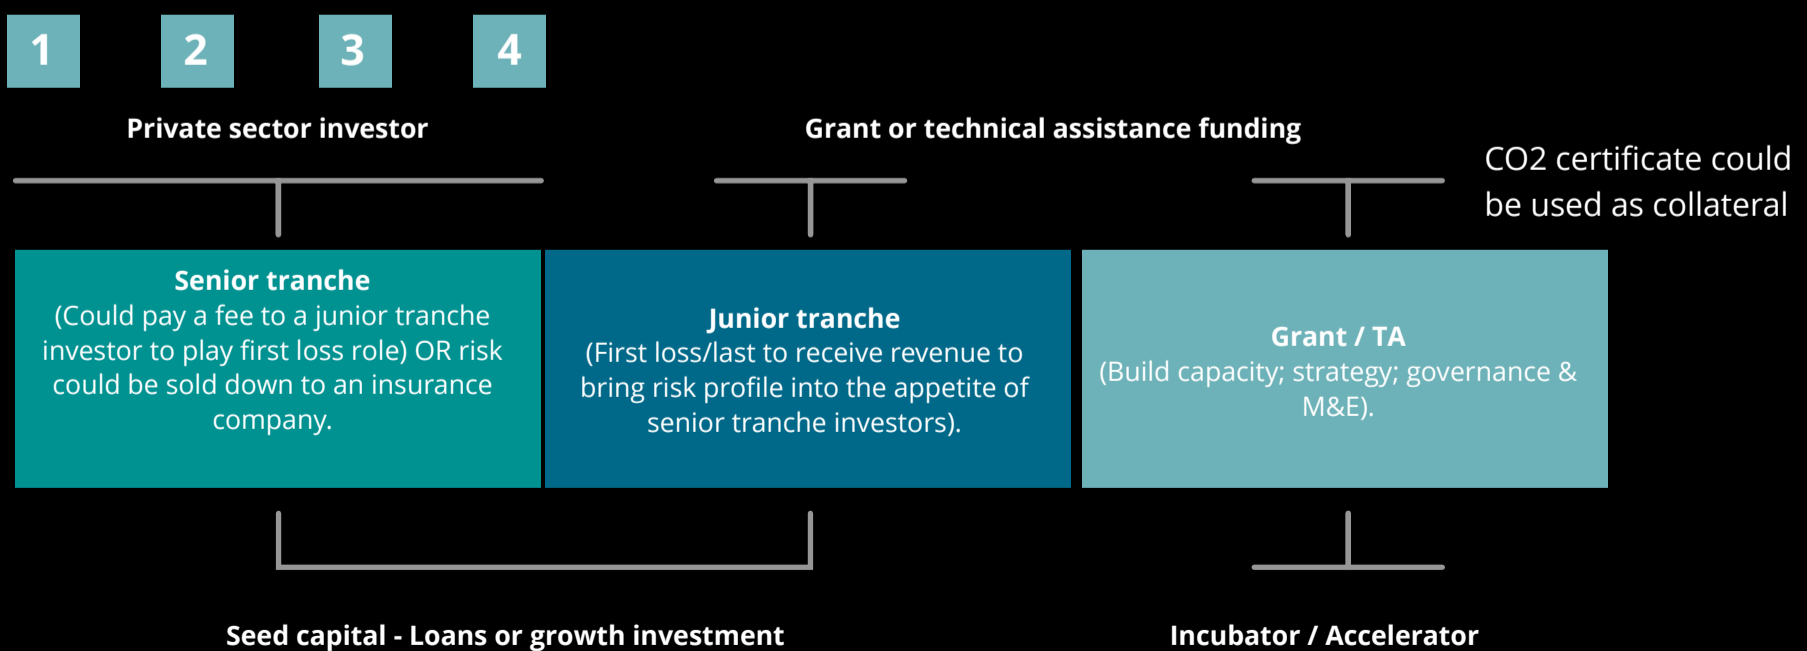 1 2 3 4
Private sector investor
Grant or technical assistance funding
CO2 certificate could
be used as collateral
Senior tranche
(Could pay a fee to a junior tranche
investor to play first loss role) OR risk
could be sold down to an insurance
company.
Junior tranche
(First loss/last to receive revenue to
bring risk profile into the appetite of
senior tranche investors).
Grant / TA
(Build capacity; strategy; governance &
M&E).
Seed capital - Loans or growth investment
Incubator / Accelerator